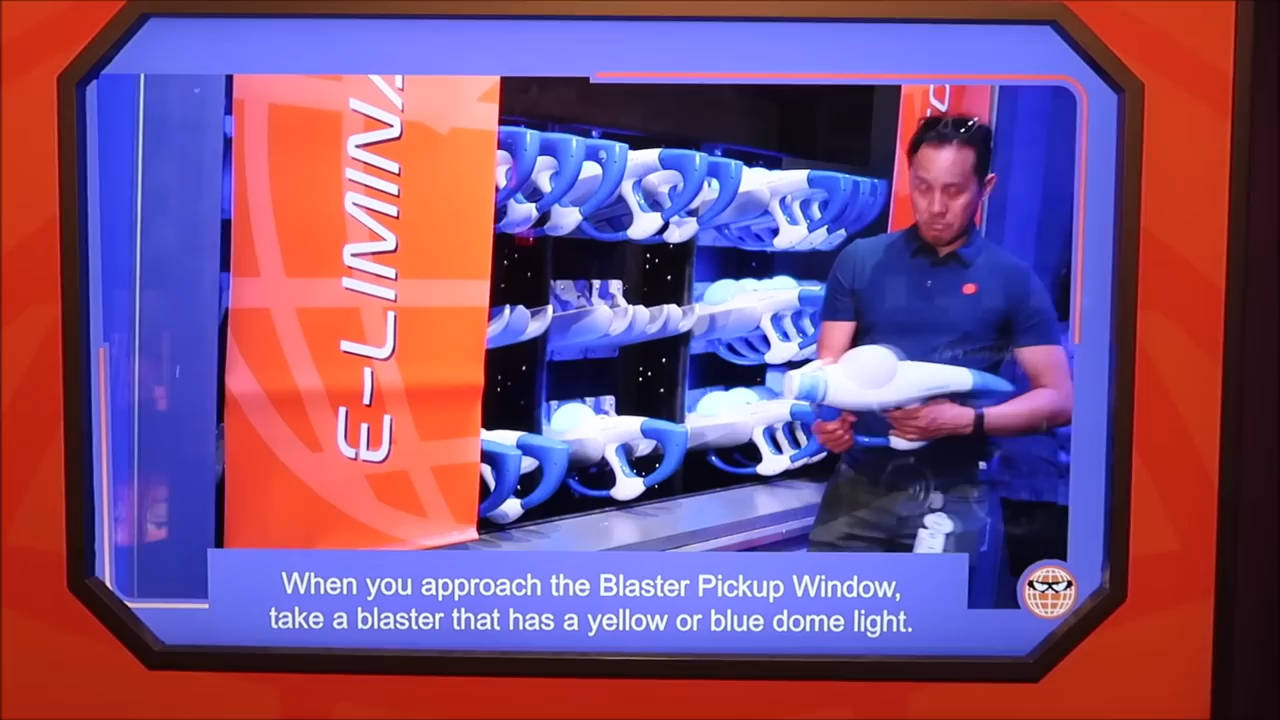 E-LIMINA
When you approach the Blaster Pickup Window,
take a blaster that has a yellow or blue dome light.